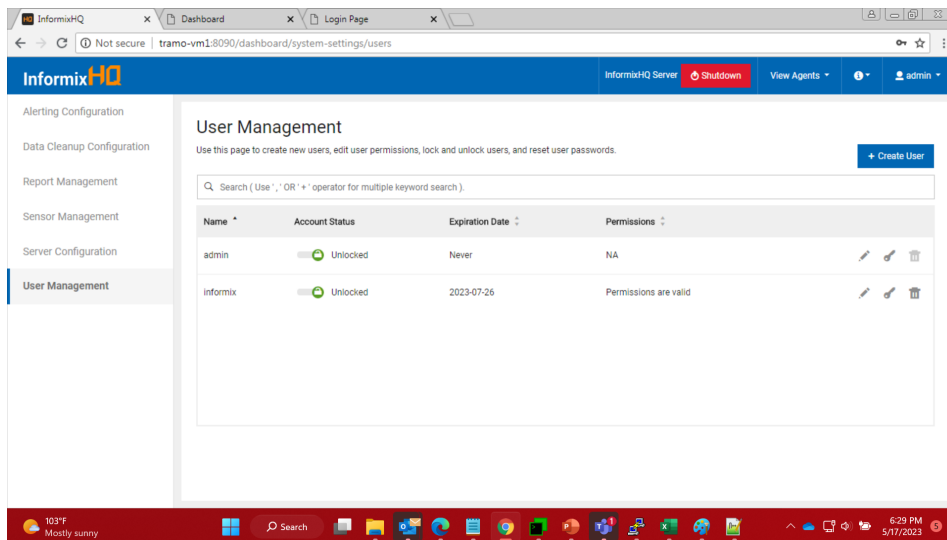 InformixHQ
Dashboard
Login Page
Not secure | tramo-vm1:8090/dashboard/system-settings/users
InformixHQ
InformixHQ Server Shutdown View Agents admin
Alerting Configuration
Data Cleanup Configuration
Report Management
Sensor Management
Server Configuration
User Management
User Management
Use this page to create new users, edit user permissions, lock and unlock users, and reset user passwords.
+ Create User
Search ( Use ' , ' OR ' + ' operator for multiple keyword search ).
Name Account Status Expiration Date Permissions
admin Unlocked Never NA
informix Unlocked 2023-07-26 Permissions are valid
103°F
Mostly sunny
Search
6:29 PM
5/17/2023